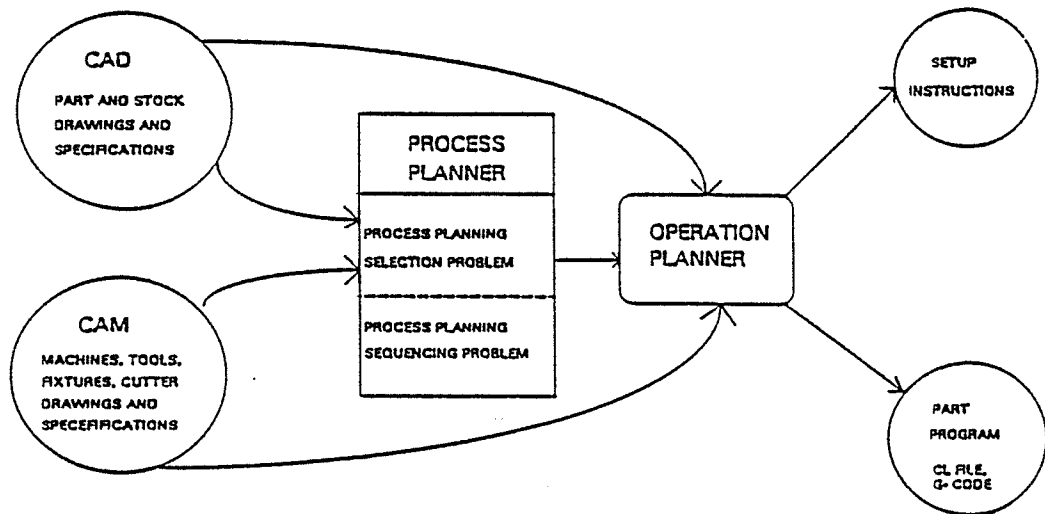 CAD
PART AND STOCK
DRAWINGS AND
SPECIFICATIONS
PROCESS
PLANNER
PROCESS PLANNING
SELECTION PROBLEM
PROCESS PLANNING
SEQUENCING PROBLEM
CAM
MACHINES, TOOLS,
FIXTURES, CUTTER
DRAWINGS AND
SPECEFIFICATIONS
OPERATION
PLANNER
SETUP
INSTRUCTIONS
PART
PROGRAM
CL FILE,
G- CODE